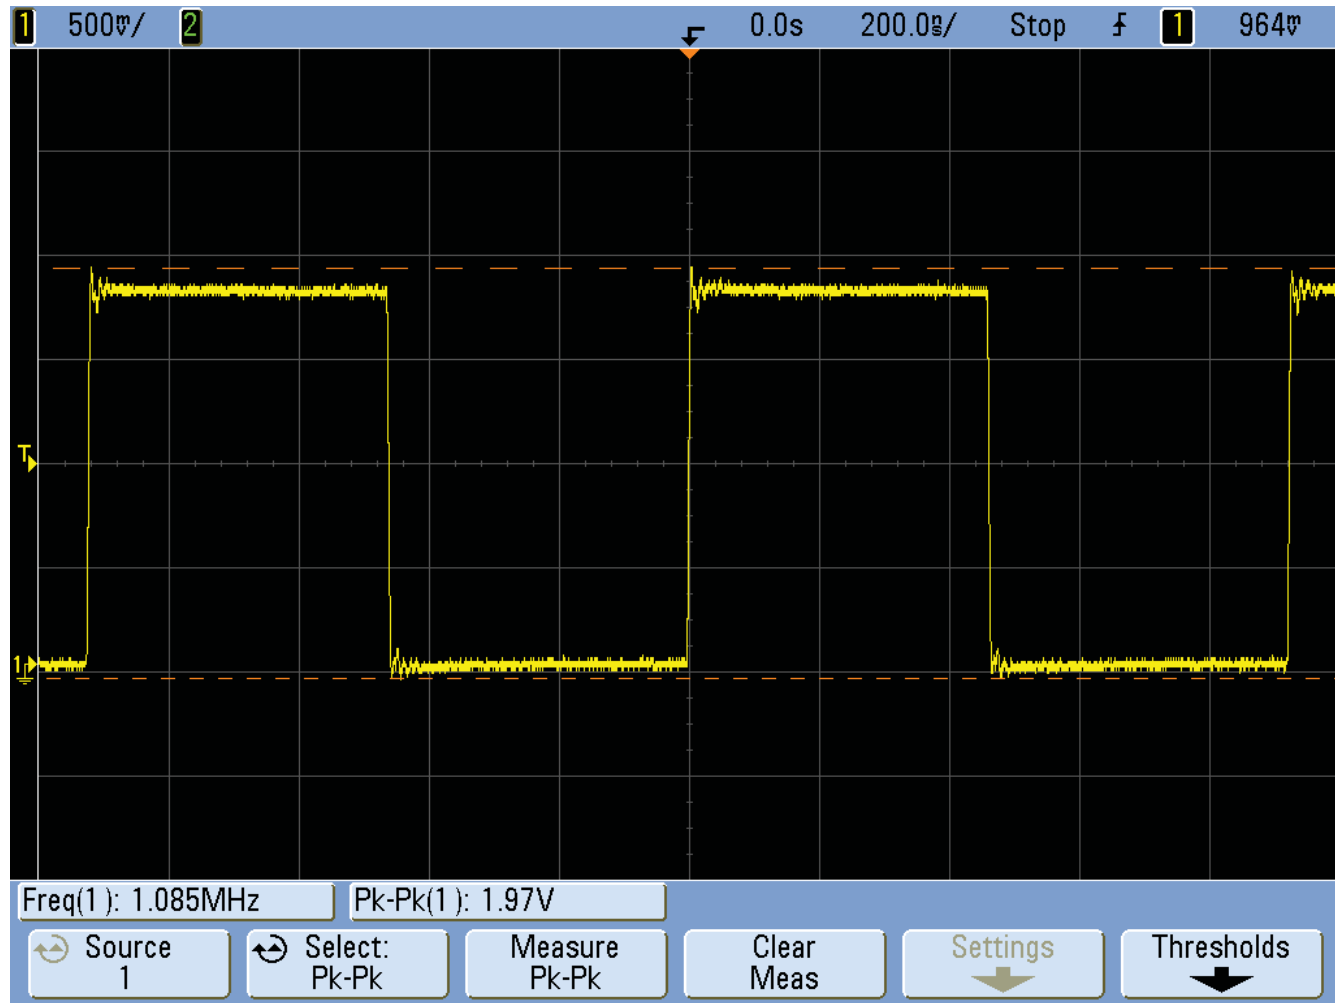 1 500mV/ 2 0.0s 200.0ns/ Stop 1 964mV
T
1
Freq(1): 1.085MHz Pk-Pk(1): 1.97V
Source Select: Measure Clear Settings Thresholds
1 Pk-Pk Pk-Pk Meas